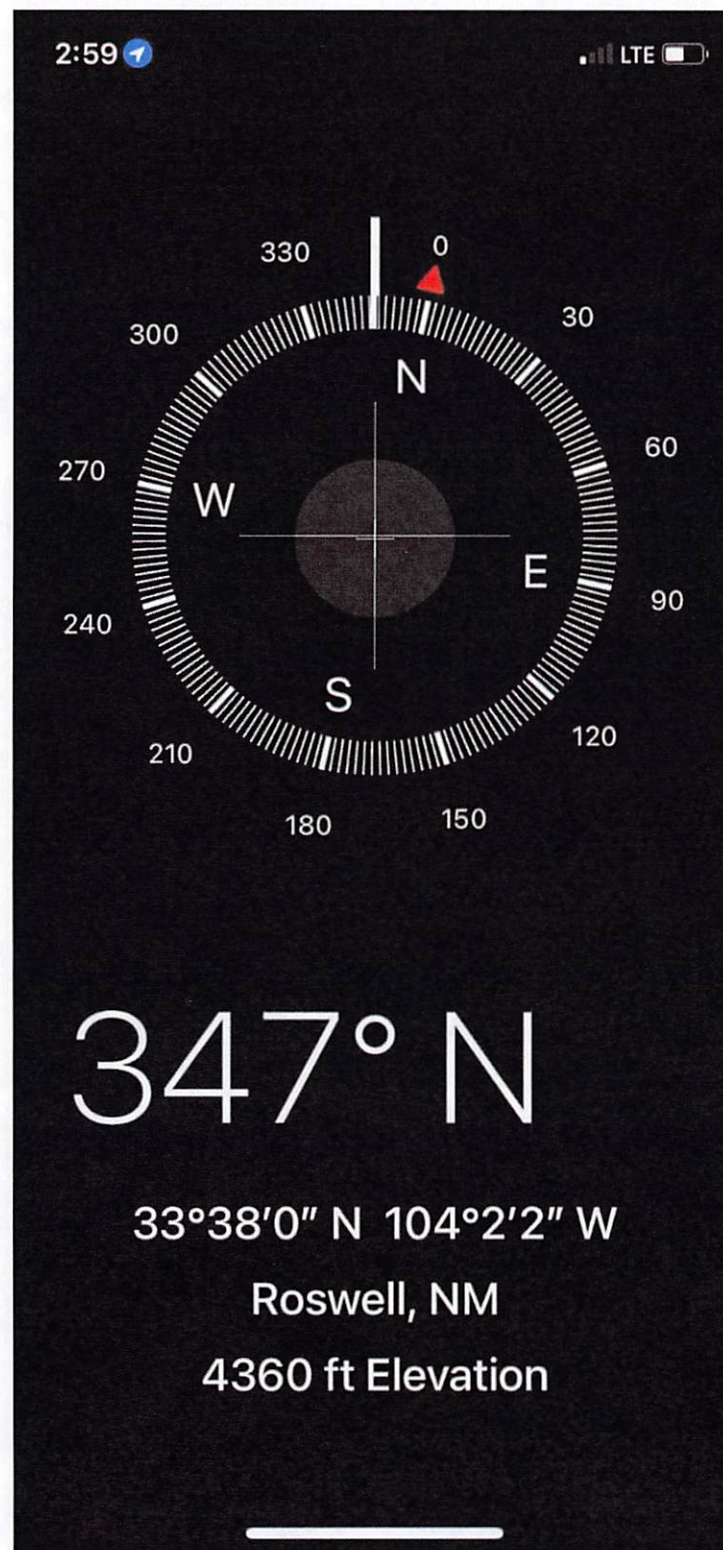 2:59 LTE
330 0
300 30
N
270 60
W
E
240 90
S
210 120
180 150
347° N
33°38′0″ N 104°2′2″ W
Roswell, NM
4360 ft Elevation